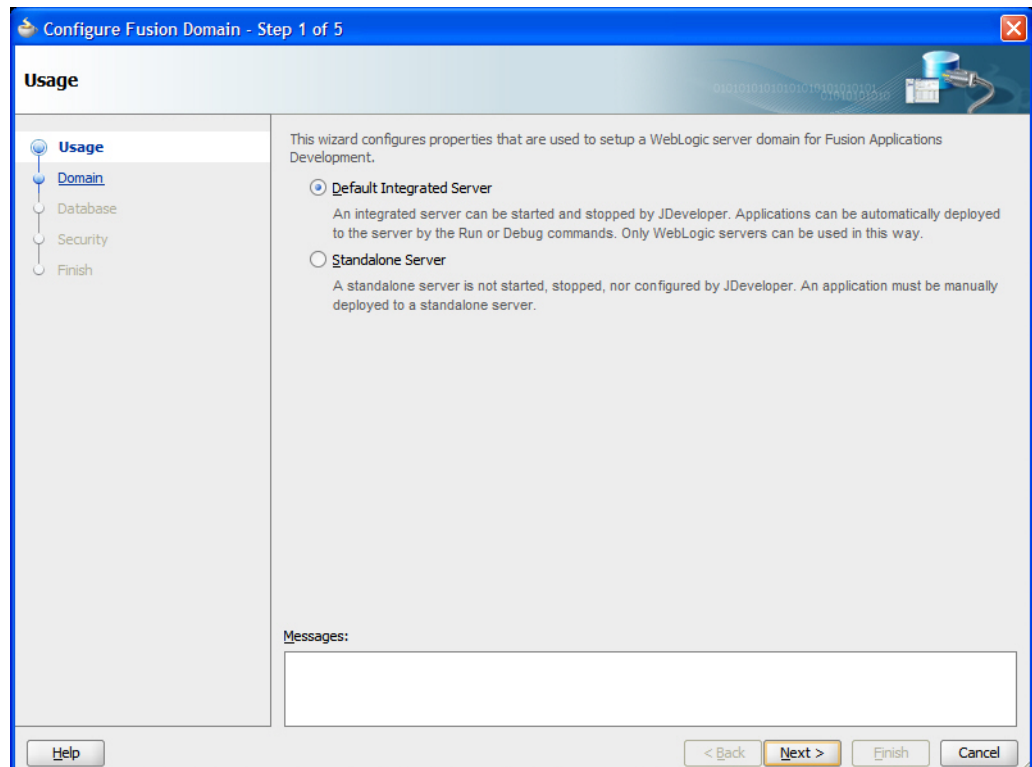 Configure Fusion Domain - Step 1 of 5
Usage
Usage
Domain
Database
Security
Finish
This wizard configures properties that are used to setup a WebLogic server domain for Fusion Applications
Development.
Default Integrated Server
An integrated server can be started and stopped by JDeveloper. Applications can be automatically deployed
to the server by the Run or Debug commands. Only WebLogic servers can be used in this way.
Standalone Server
A standalone server is not started, stopped, nor configured by JDeveloper. An application must be manually
deployed to a standalone server.
Messages:
Help
< Back
Next >
Finish
Cancel